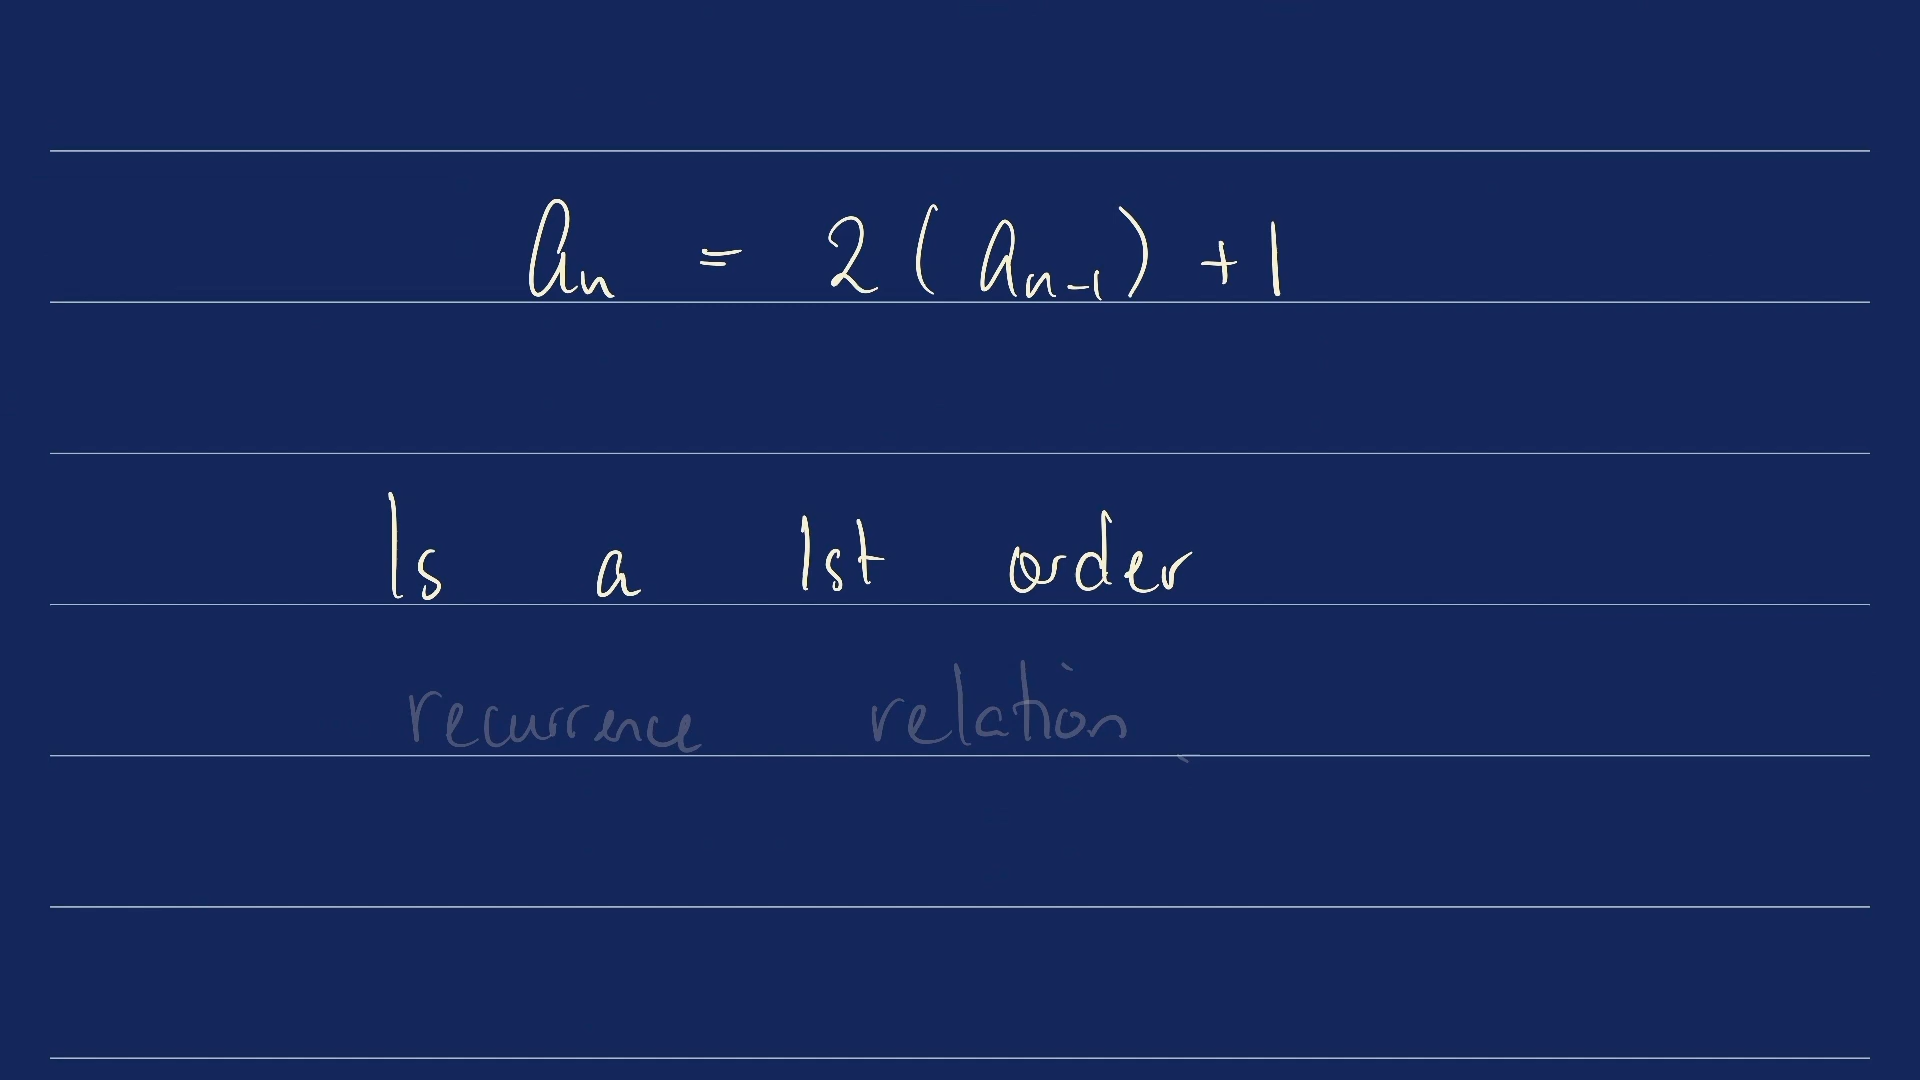 aₙ = 2(aₙ₋₁) + 1
Is a 1st order
recurrence relation